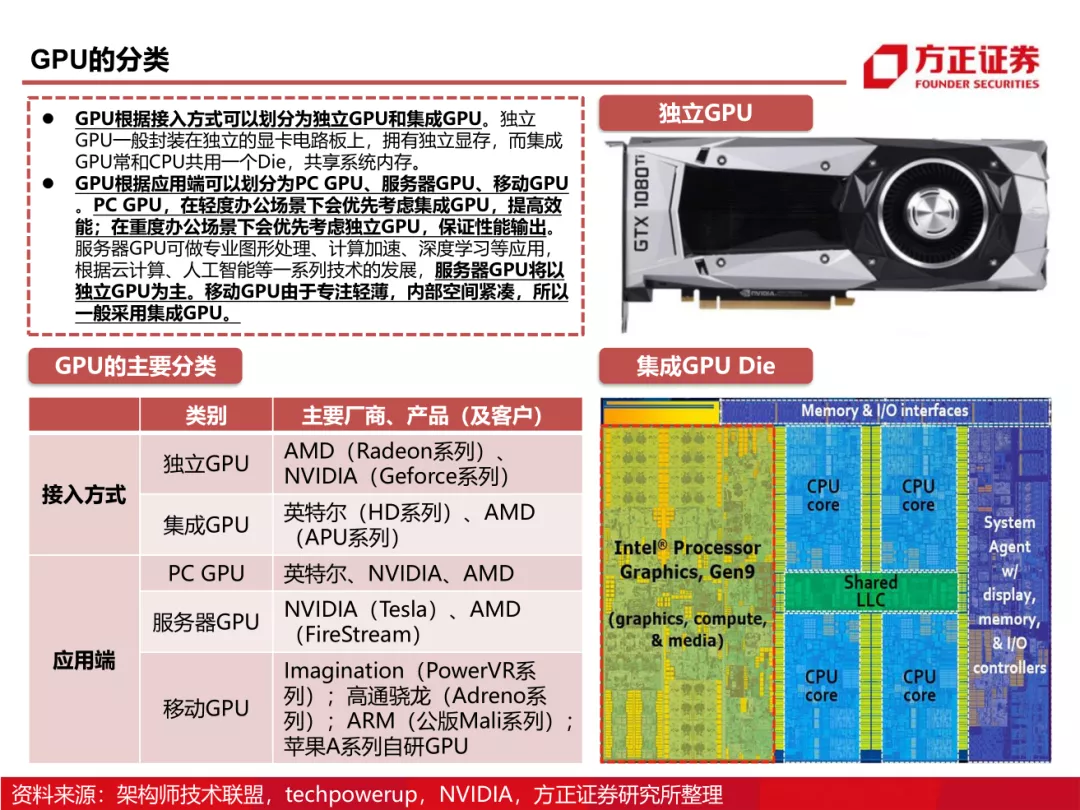 GPU的分类
方正证券
FOUNDER SECURITIES
● GPU根据接入方式可以划分为独立GPU和集成GPU。独立
GPU一般封装在独立的显卡电路板上，拥有独立显存，而集成
GPU常和CPU共用一个Die，共享系统内存。
● GPU根据应用端可以划分为PC GPU、服务器GPU、移动GPU
。PC GPU，在轻度办公场景下会优先考虑集成GPU，提高效
能；在重度办公场景下会优先考虑独立GPU，保证性能输出。
服务器GPU可做专业图形处理、计算加速、深度学习等应用，
根据云计算、人工智能等一系列技术的发展，服务器GPU将以
独立GPU为主。移动GPU由于专注轻薄，内部空间紧凑，所以
一般采用集成GPU。
独立GPU
GTX 1080 Ti
NVIDIA
GPU的主要分类
类别
主要厂商、产品（及客户）
接入方式
独立GPU
AMD（Radeon系列）、
NVIDIA（Geforce系列）
集成GPU
英特尔（HD系列）、AMD
（APU系列）
应用端
PC GPU
英特尔、NVIDIA、AMD
服务器GPU
NVIDIA（Tesla）、AMD
（FireStream）
移动GPU
Imagination（PowerVR系
列）；高通骁龙（Adreno系
列）；ARM（公版Mali系列）；
苹果A系列自研GPU
集成GPU Die
Memory & I/O interfaces
Intel® Processor
Graphics, Gen9
(graphics, compute,
& media)
CPU
core
CPU
core
Shared
LLC
CPU
core
CPU
core
System
Agent
w/
display,
memory,
& I/O
controllers
资料来源：架构师技术联盟，techpowerup，NVIDIA，方正证券研究所整理